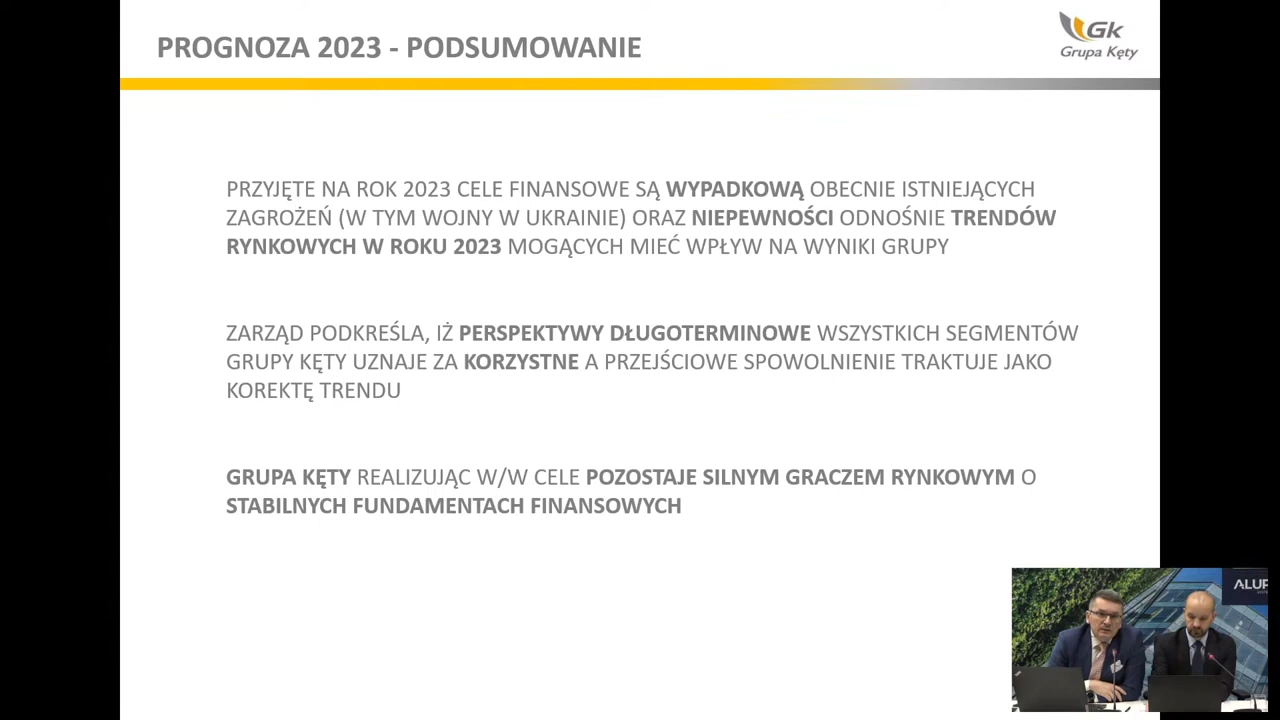 PROGNOZA 2023 - PODSUMOWANIE
Gk
Grupa Kęty
PRZYJĘTE NA ROK 2023 CELE FINANSOWE SĄ WYPADKOWĄ OBECNIE ISTNIEJĄCYCH
ZAGROŻEŃ (W TYM WOJNY W UKRAINIE) ORAZ NIEPEWNOŚCI ODNOŚNIE TRENDÓW
RYNKOWYCH W ROKU 2023 MOGĄCYCH MIEĆ WPŁYW NA WYNIKI GRUPY
ZARZĄD PODKREŚLA, IŻ PERSPEKTYWY DŁUGOTERMINOWE WSZYSTKICH SEGMENTÓW
GRUPY KĘTY UZNAJE ZA KORZYSTNE A PRZEJŚCIOWE SPOWOLNIENIE TRAKTUJE JAKO
KOREKTĘ TRENDU
GRUPA KĘTY REALIZUJĄC W/W CELE POZOSTAJE SILNYM GRACZEM RYNKOWYM O
STABILNYCH FUNDAMENTACH FINANSOWYCH
ALUP